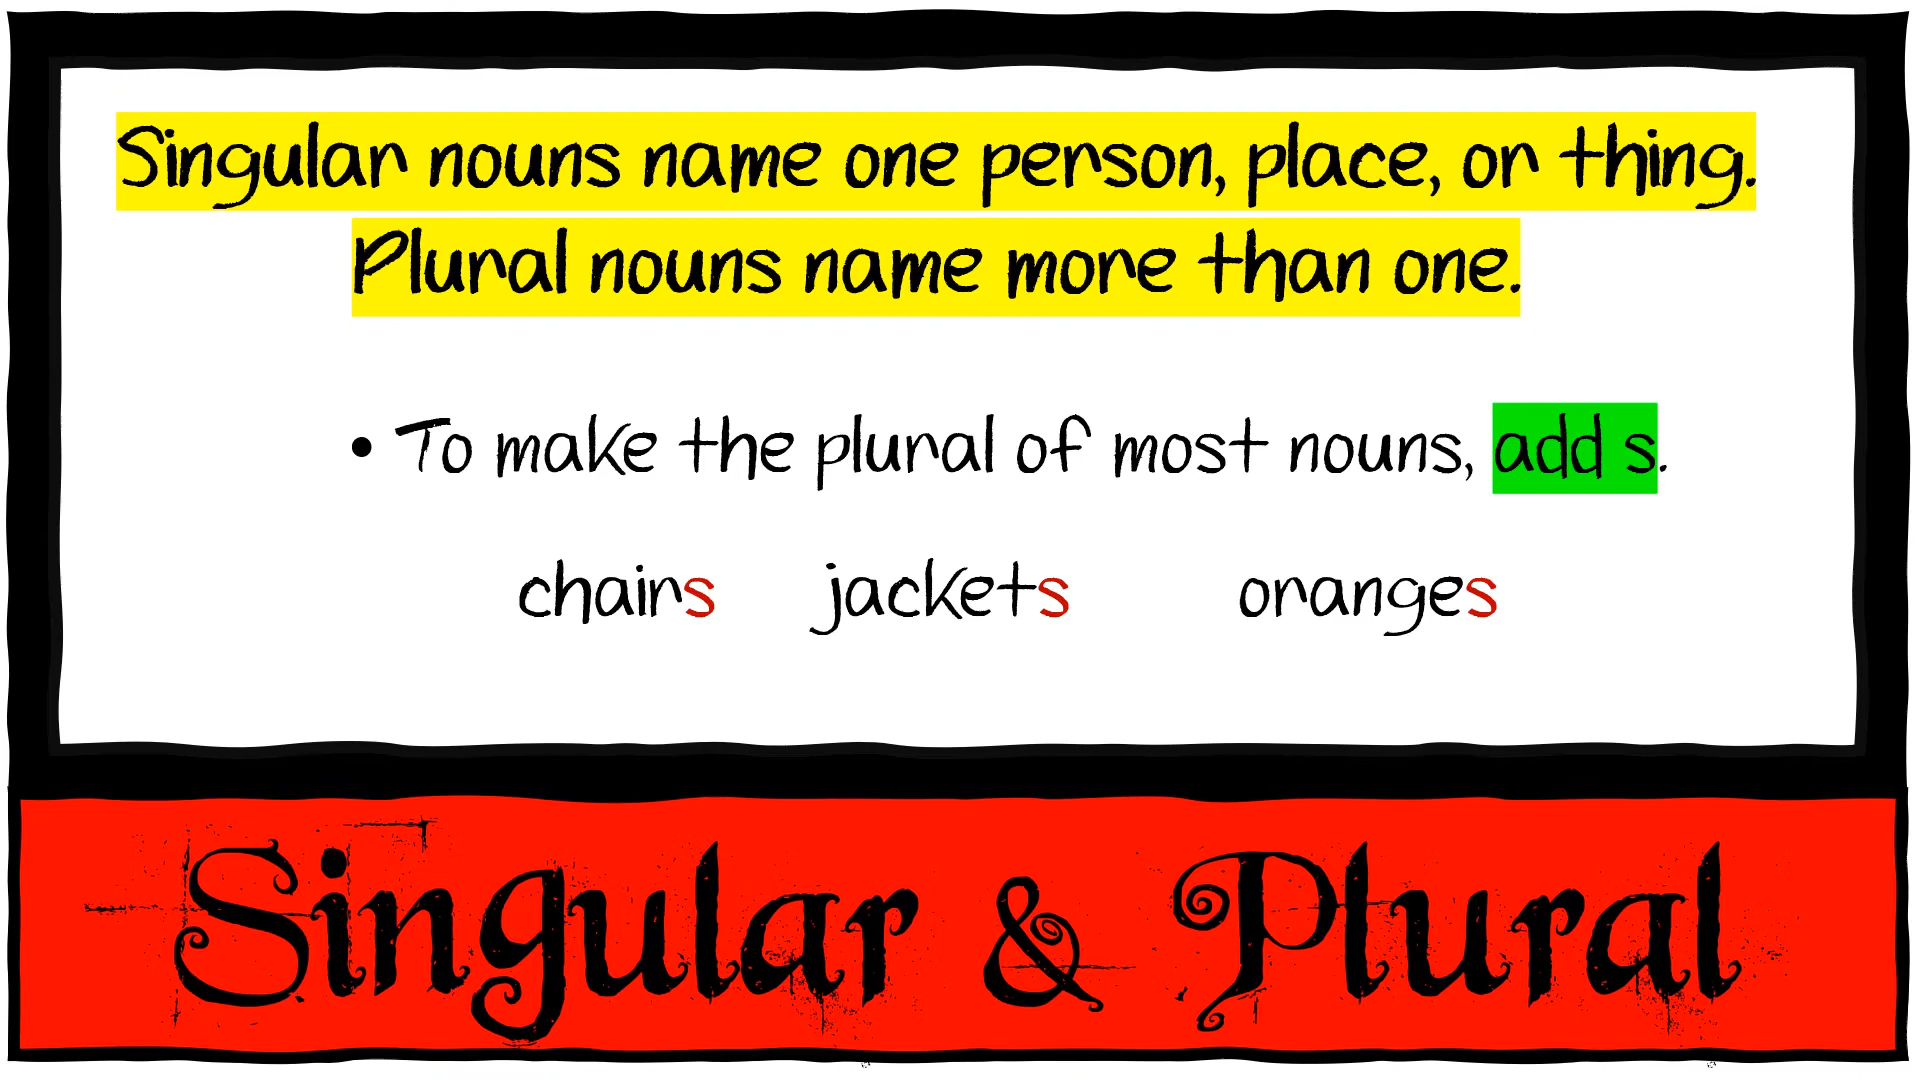 Singular nouns name one person, place, or thing.
Plural nouns name more than one.
• To make the plural of most nouns, add s.
chairs jackets oranges
Singular & Plural